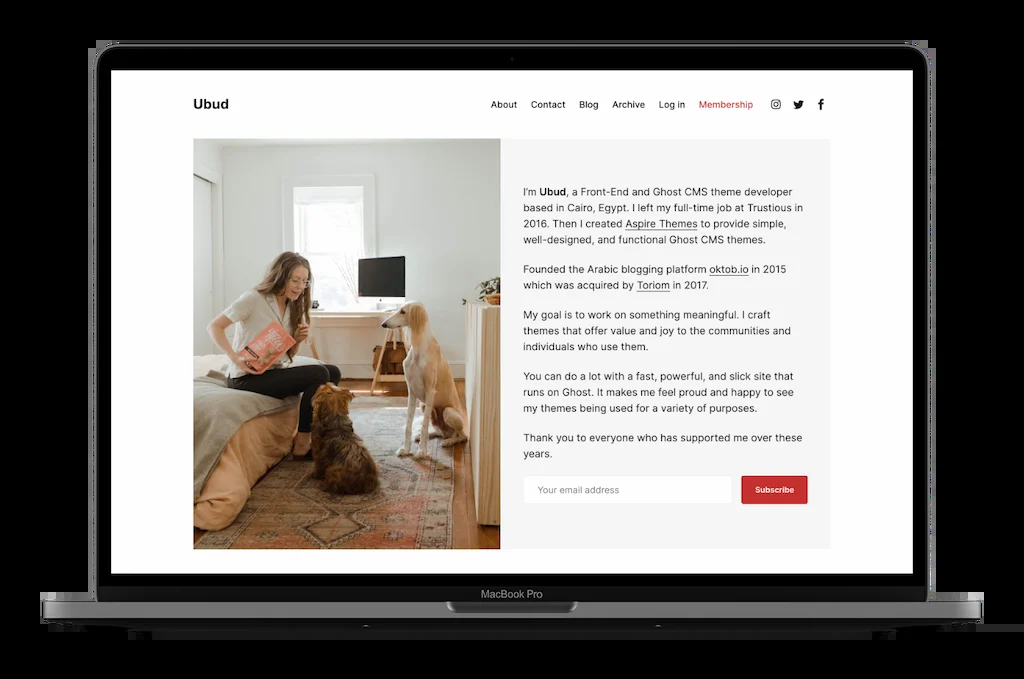 Ubud
About Contact Blog Archive Log in Membership
I'm Ubud, a Front-End and Ghost CMS theme developer
based in Cairo, Egypt. I left my full-time job at Trustious in
2016. Then I created Aspire Themes to provide simple,
well-designed, and functional Ghost CMS themes.
Founded the Arabic blogging platform oktob.io in 2015
which was acquired by Toriom in 2017.
My goal is to work on something meaningful. I craft
themes that offer value and joy to the communities and
individuals who use them.
You can do a lot with a fast, powerful, and slick site that
runs on Ghost. It makes me feel proud and happy to see
my themes being used for a variety of purposes.
Thank you to everyone who has supported me over these
years.
Your email address
Subscribe
MacBook Pro